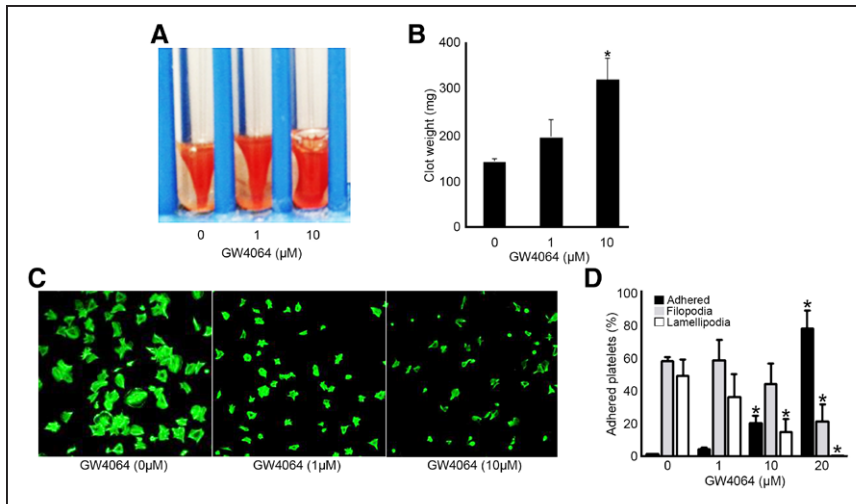 A
0 1 10
GW4064 (μM)
B
Clot weight (mg)
400
300
200
100
0
*
0 1 10
GW4064 (μM)
C
GW4064 (0μM) GW4064 (1μM) GW4064 (10μM)
D
Adhered platelets (%)
100
80
60
40
20
0
Adhered
Filopodia
Lamellipodia
* * * * *
0 1 10 20
GW4064 (μM)